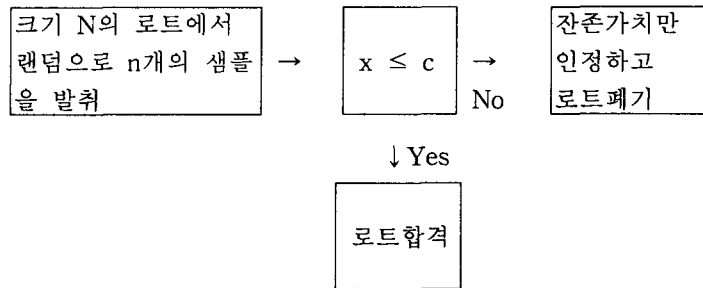 크기 N의 로트에서
랜덤으로 n개의 샘플
을 발취
→
x ≤ c
→
No
잔존가치만
인정하고
로트폐기
↓ Yes
로트합격